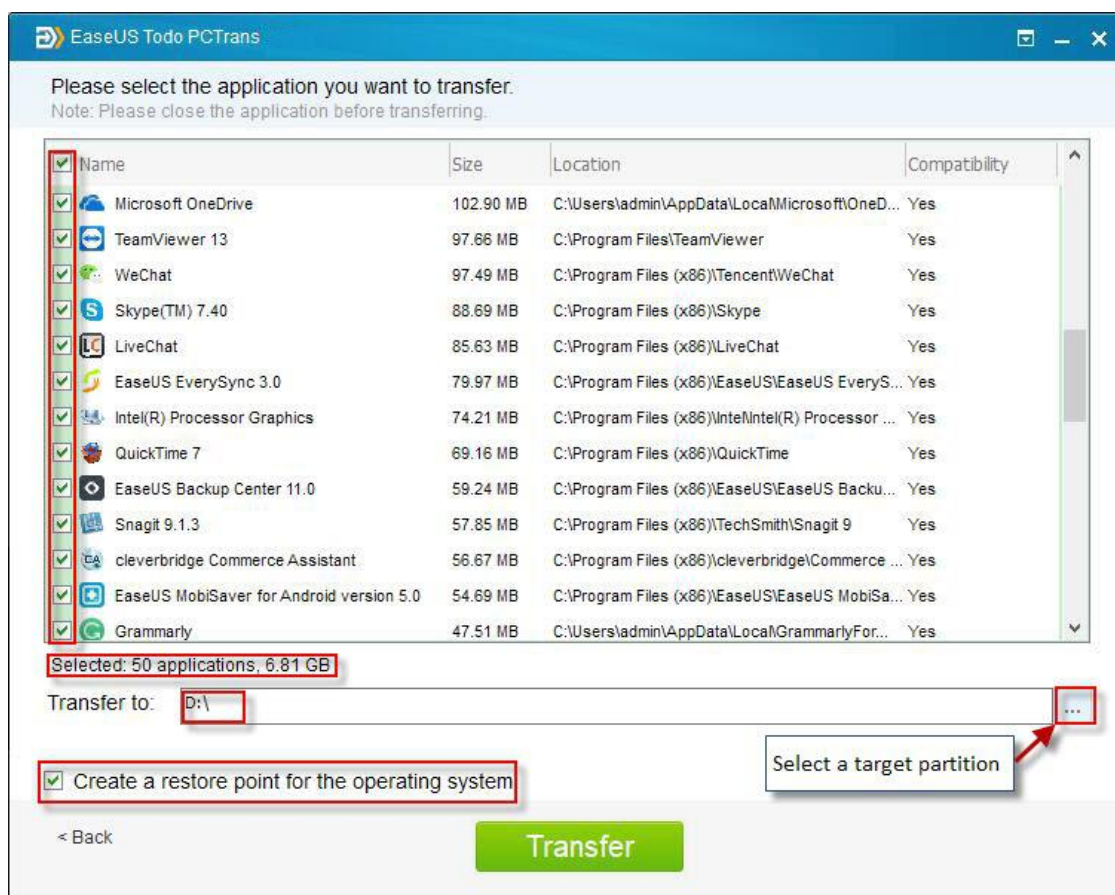 EaseUS Todo PCTrans
Please select the application you want to transfer.
Note: Please close the application before transferring.
Name Size Location Compatibility
Microsoft OneDrive 102.90 MB C:\Users\admin\AppData\Local\Microsoft\OneD... Yes
TeamViewer 13 97.66 MB C:\Program Files\TeamViewer Yes
WeChat 97.49 MB C:\Program Files (x86)\Tencent\WeChat Yes
Skype(TM) 7.40 88.69 MB C:\Program Files (x86)\Skype Yes
LiveChat 85.63 MB C:\Program Files (x86)\LiveChat Yes
EaseUS EverySync 3.0 79.97 MB C:\Program Files (x86)\EaseUS\EaseUS EveryS... Yes
Intel(R) Processor Graphics 74.21 MB C:\Program Files (x86)\Intel\Intel(R) Processor ... Yes
QuickTime 7 69.16 MB C:\Program Files (x86)\QuickTime Yes
EaseUS Backup Center 11.0 59.24 MB C:\Program Files (x86)\EaseUS\EaseUS Backu... Yes
Snagit 9.1.3 57.85 MB C:\Program Files (x86)\TechSmith\Snagit 9 Yes
cleverbridge Commerce Assistant 56.67 MB C:\Program Files (x86)\cleverbridge\Commerce ... Yes
EaseUS MobiSaver for Android version 5.0 54.69 MB C:\Program Files (x86)\EaseUS\EaseUS MobiSa... Yes
Grammarly 47.51 MB C:\Users\admin\AppData\Local\GrammarlyFor... Yes
Selected: 50 applications, 6.81 GB
Transfer to: D:\ ...
Select a target partition
Create a restore point for the operating system
< Back Transfer